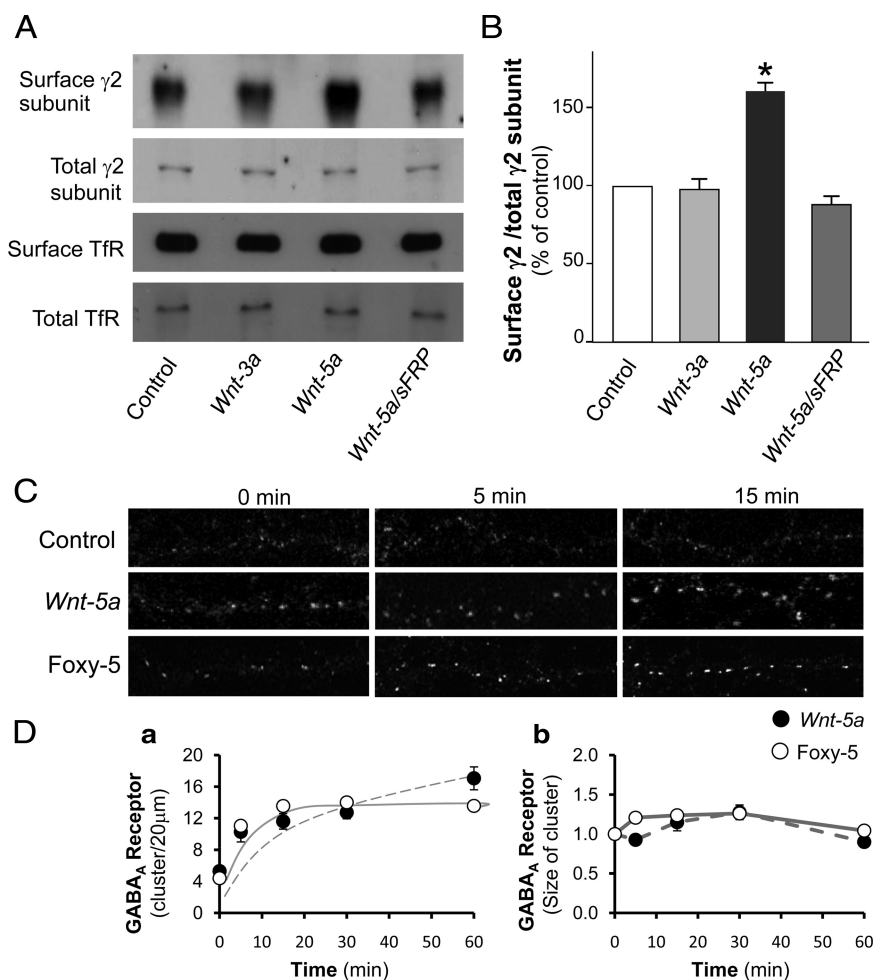 A
Surface γ2
subunit
Total γ2
subunit
Surface TfR
Total TfR
Control
Wnt-3a
Wnt-5a
Wnt-5a/sFRP
B
Surface γ2 /total γ2 subunit
(% of control)
150
100
50
0
*
Control
Wnt-3a
Wnt-5a
Wnt-5a/sFRP
C
0 min
5 min
15 min
Control
Wnt-5a
Foxy-5
D
a
GABAA Receptor
(cluster/20μm)
20
16
12
8
4
0
0 10 20 30 40 50 60
Time (min)
b
Wnt-5a
Foxy-5
GABAA Receptor
(Size of cluster)
2.0
1.5
1.0
0.5
0.0
0 10 20 30 40 50 60
Time (min)